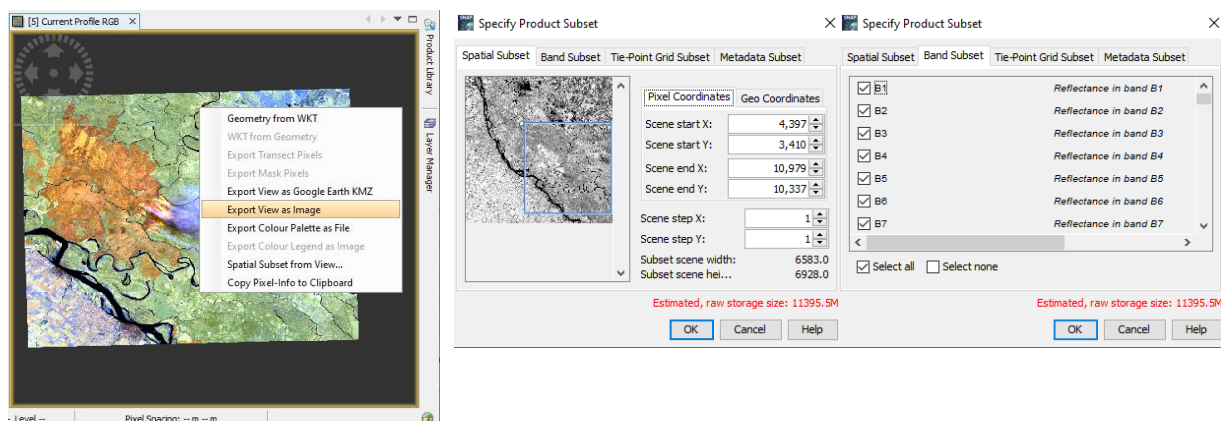 [5] Current Profile RGB
Product Library
Layer Manager
Geometry from WKT
WKT from Geometry
Export Transect Pixels
Export Mask Pixels
Export View as Google Earth KMZ
Export View as Image
Export Colour Palette as File
Export Colour Legend as Image
Spatial Subset from View...
Copy Pixel-Info to Clipboard
- Level --
Pixel Spacing: -- m -- m
SNAP Specify Product Subset
Spatial Subset Band Subset Tie-Point Grid Subset Metadata Subset
Pixel Coordinates Geo Coordinates
Scene start X: 4,397
Scene start Y: 3,410
Scene end X: 10,979
Scene end Y: 10,337
Scene step X: 1
Scene step Y: 1
Subset scene width: 6583.0
Subset scene hei... 6928.0
Estimated, raw storage size: 11395.5M
OK Cancel Help
SNAP Specify Product Subset
Spatial Subset Band Subset Tie-Point Grid Subset Metadata Subset
B1 Reflectance in band B1
B2 Reflectance in band B2
B3 Reflectance in band B3
B4 Reflectance in band B4
B5 Reflectance in band B5
B6 Reflectance in band B6
B7 Reflectance in band B7
Select all Select none
Estimated, raw storage size: 11395.5M
OK Cancel Help